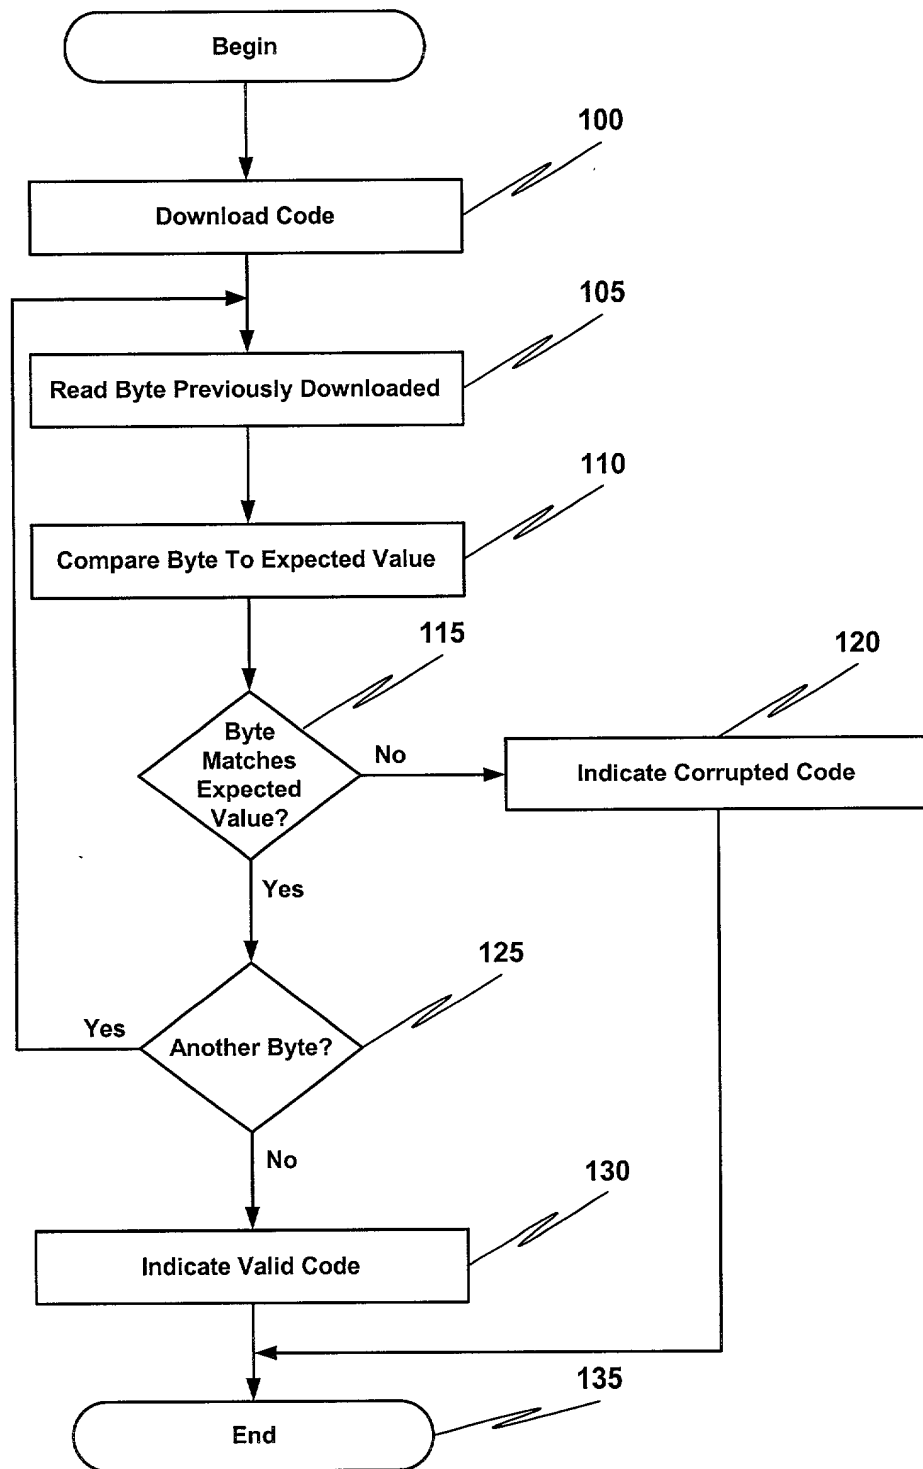 Begin
100
Download Code
105
Read Byte Previously Downloaded
110
Compare Byte To Expected Value
115
120
Byte
Matches
Expected
Value?
No
Indicate Corrupted Code
Yes
125
Yes
Another Byte?
No
130
Indicate Valid Code
135
End